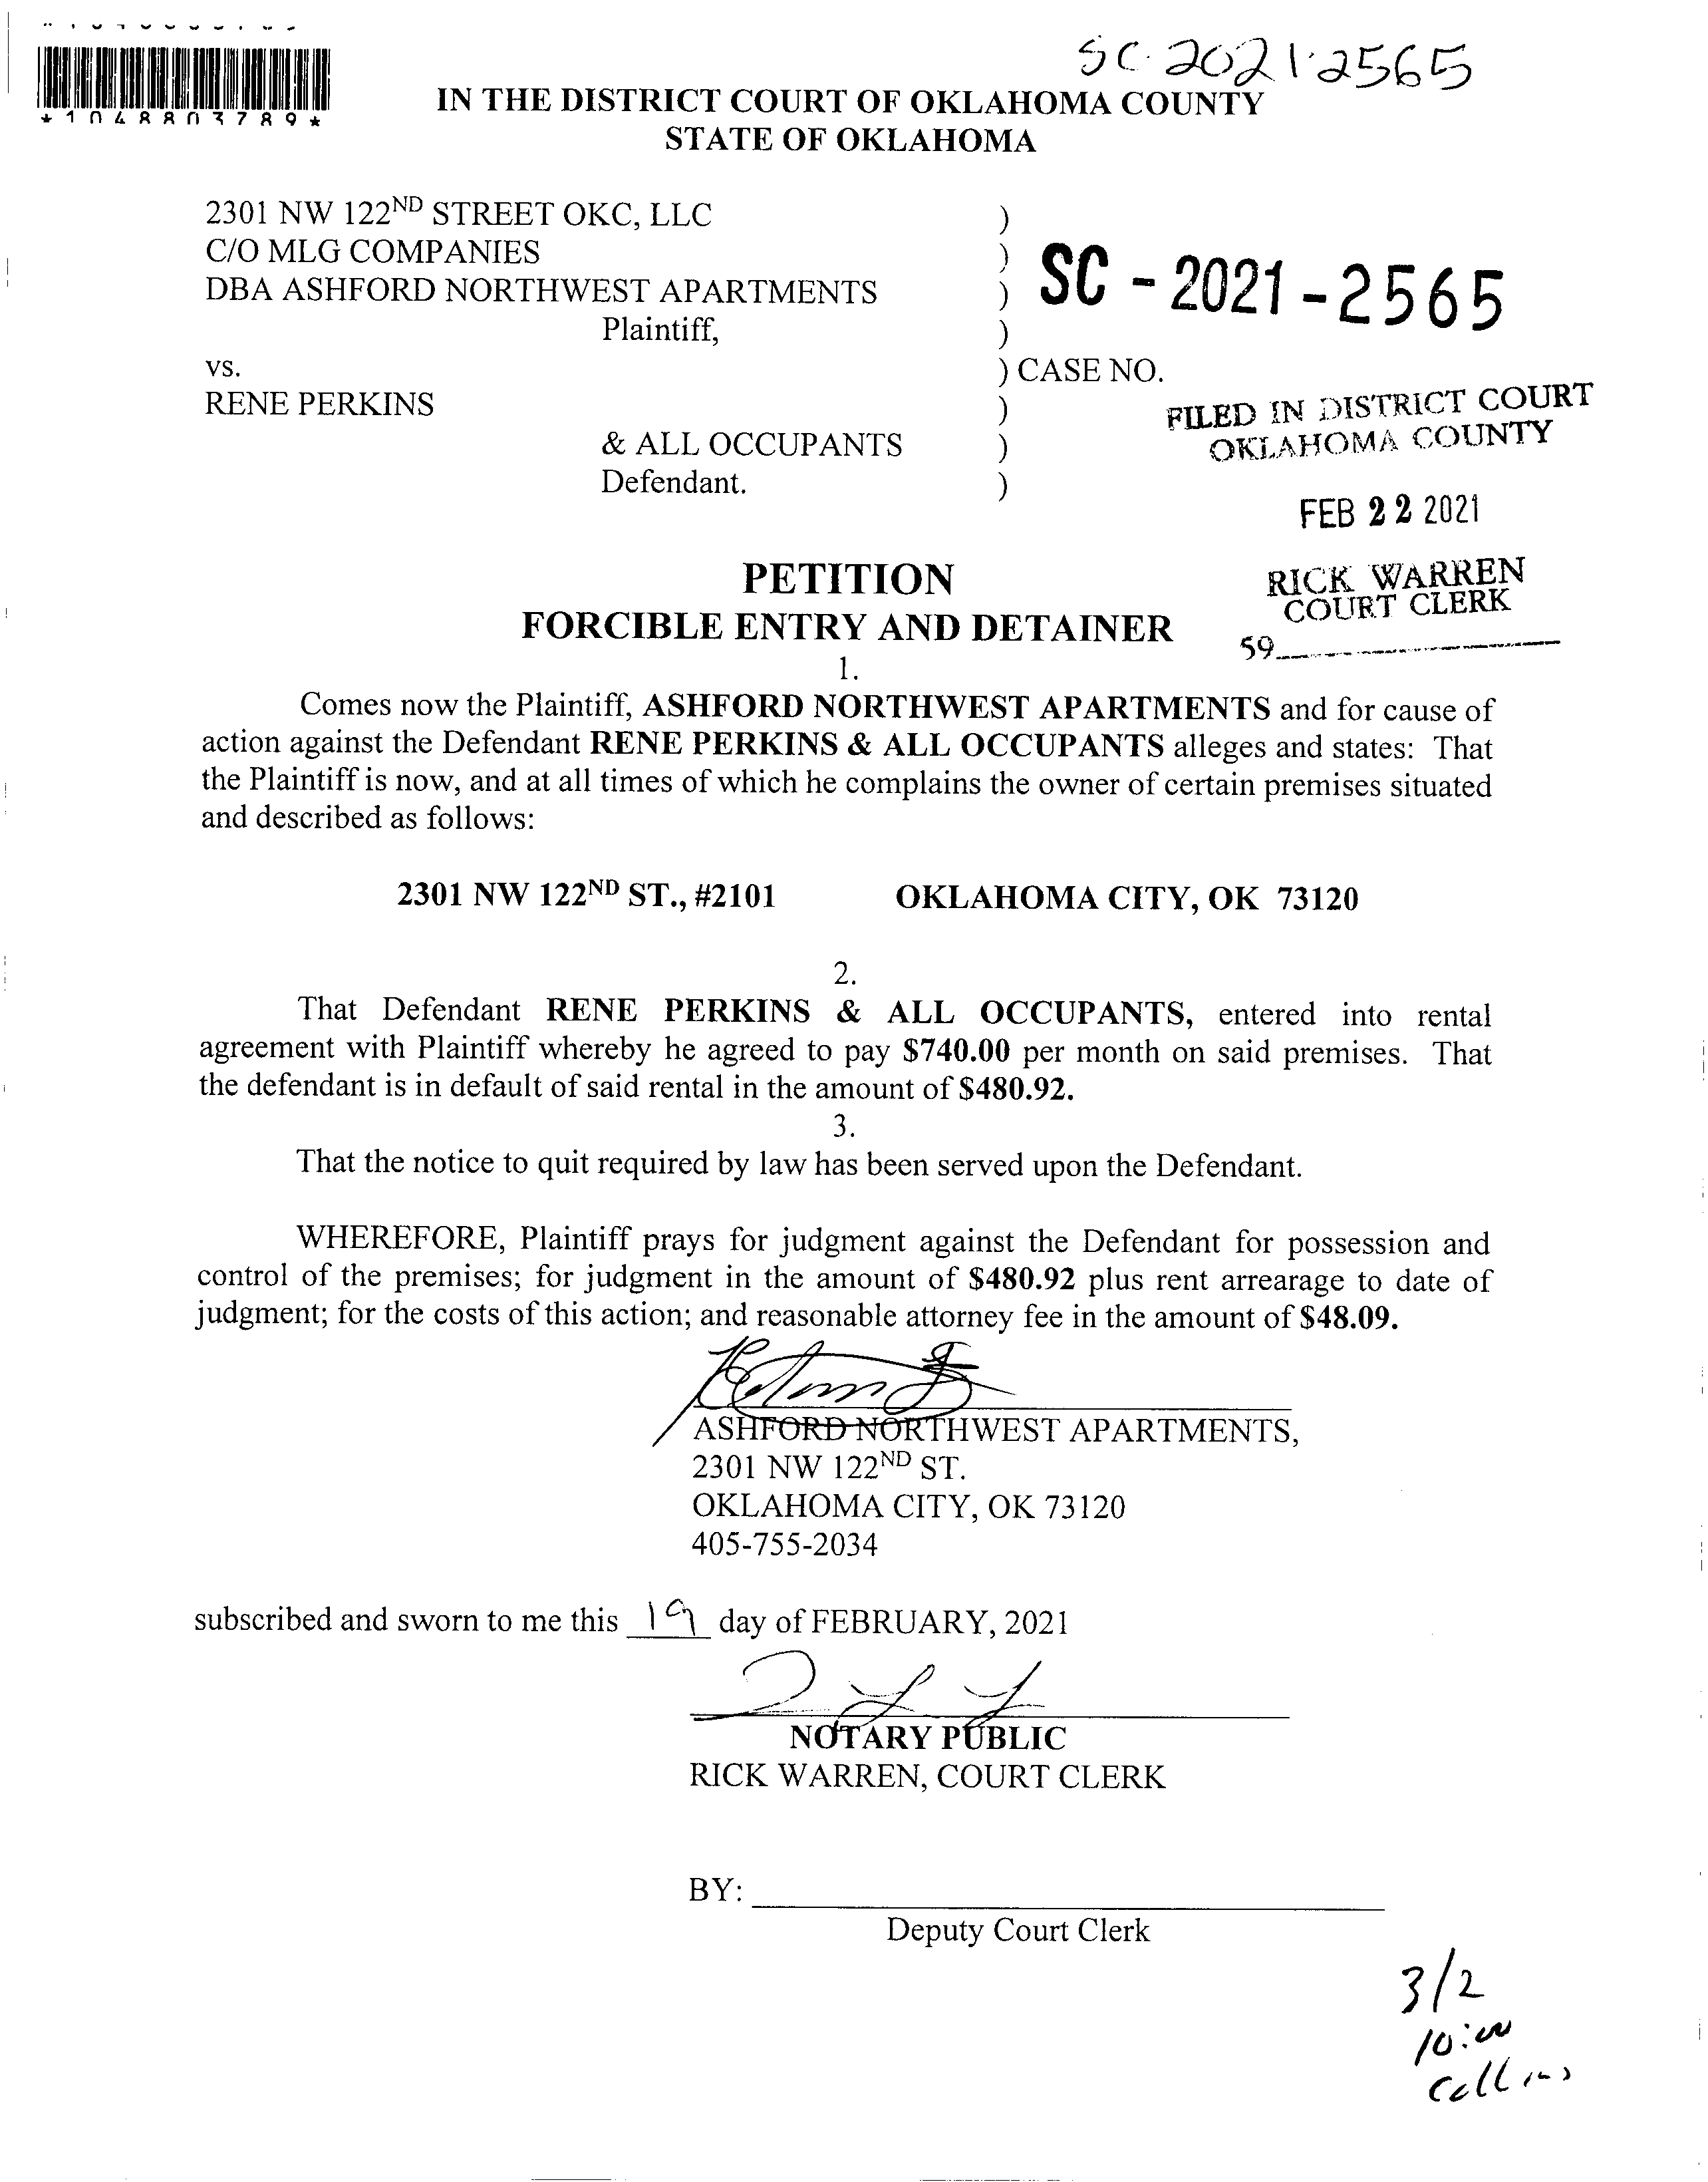 SC-2021-2565
*1048803789*
IN THE DISTRICT COURT OF OKLAHOMA COUNTY
STATE OF OKLAHOMA
2301 NW 122ND STREET OKC, LLC )
C/O MLG COMPANIES )
DBA ASHFORD NORTHWEST APARTMENTS ) SC - 2021 - 2565
Plaintiff, )
vs. ) CASE NO.
RENE PERKINS )
FILED IN DISTRICT COURT
OKLAHOMA COUNTY
& ALL OCCUPANTS )
Defendant. )
FEB 22 2021
RICK WARREN
COURT CLERK
59
PETITION
FORCIBLE ENTRY AND DETAINER
1.
Comes now the Plaintiff, ASHFORD NORTHWEST APARTMENTS and for cause of
action against the Defendant RENE PERKINS & ALL OCCUPANTS alleges and states: That
the Plaintiff is now, and at all times of which he complains the owner of certain premises situated
and described as follows:
2301 NW 122ND ST., #2101 OKLAHOMA CITY, OK 73120
2.
That Defendant RENE PERKINS & ALL OCCUPANTS, entered into rental
agreement with Plaintiff whereby he agreed to pay $740.00 per month on said premises. That
the defendant is in default of said rental in the amount of $480.92.
3.
That the notice to quit required by law has been served upon the Defendant.
WHEREFORE, Plaintiff prays for judgment against the Defendant for possession and
control of the premises; for judgment in the amount of $480.92 plus rent arrearage to date of
judgment; for the costs of this action; and reasonable attorney fee in the amount of $48.09.
ASHFORD NORTHWEST APARTMENTS,
2301 NW 122ND ST.
OKLAHOMA CITY, OK 73120
405-755-2034
subscribed and sworn to me this 19 day of FEBRUARY, 2021
NOTARY PUBLIC
RICK WARREN, COURT CLERK
BY:
Deputy Court Clerk
3/2
10:00
Collins